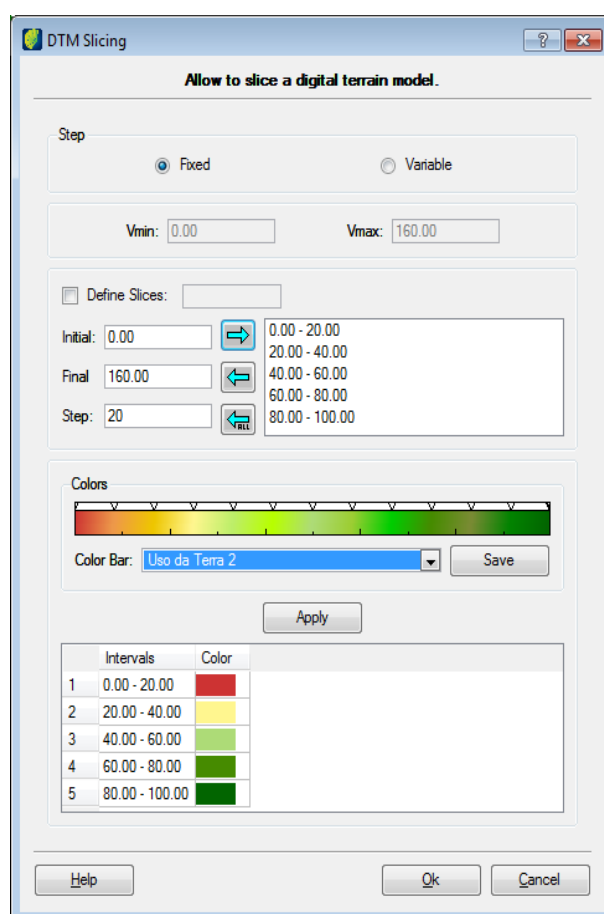 DTM Slicing
Allow to slice a digital terrain model.
Step
Fixed Variable
Vmin: 0.00 Vmax: 160.00
Define Slices:
Initial: 0.00
Final 160.00
Step: 20
ALL
0.00 - 20.00
20.00 - 40.00
40.00 - 60.00
60.00 - 80.00
80.00 - 100.00
Colors
Color Bar: Uso da Terra 2 Save
Apply
Intervals Color
1 0.00 - 20.00
2 20.00 - 40.00
3 40.00 - 60.00
4 60.00 - 80.00
5 80.00 - 100.00
Help Ok Cancel